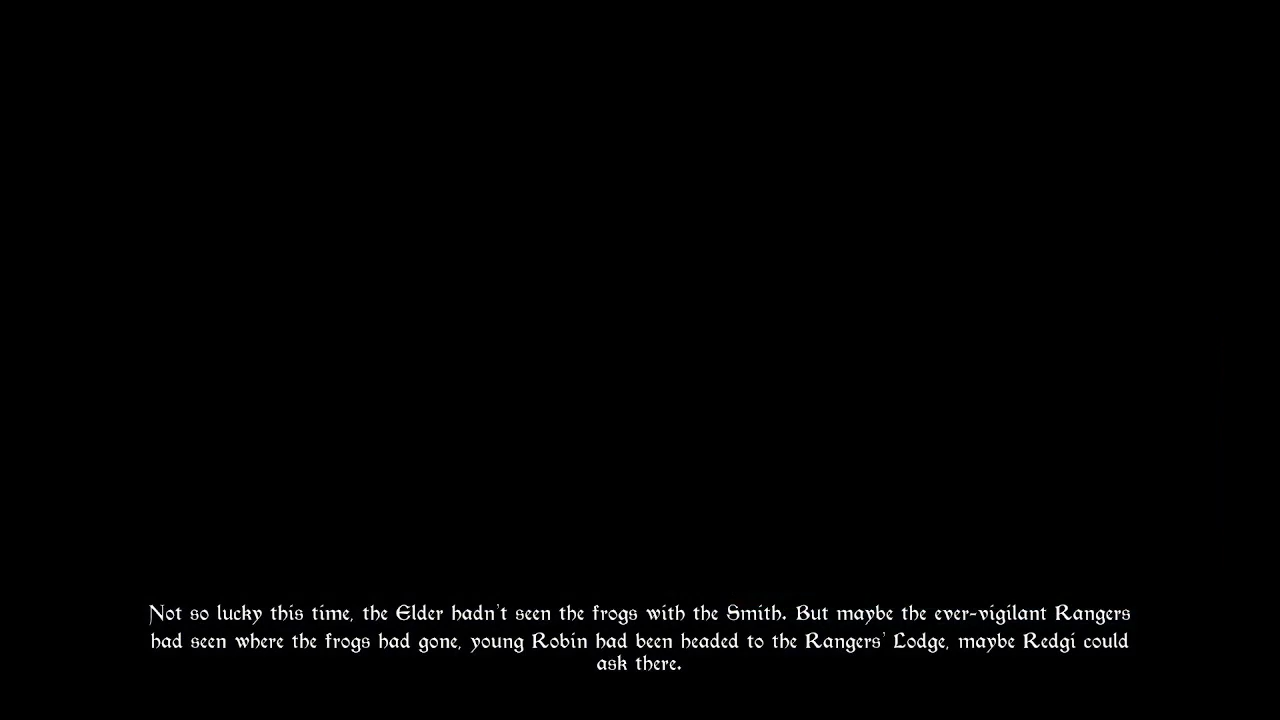 Not so lucky this time, the Elder hadn't seen the frogs with the Smith. But maybe the ever-vigilant Rangers
had seen where the frogs had gone, young Robin had been headed to the Rangers' Lodge, maybe Redgi could
ask there.